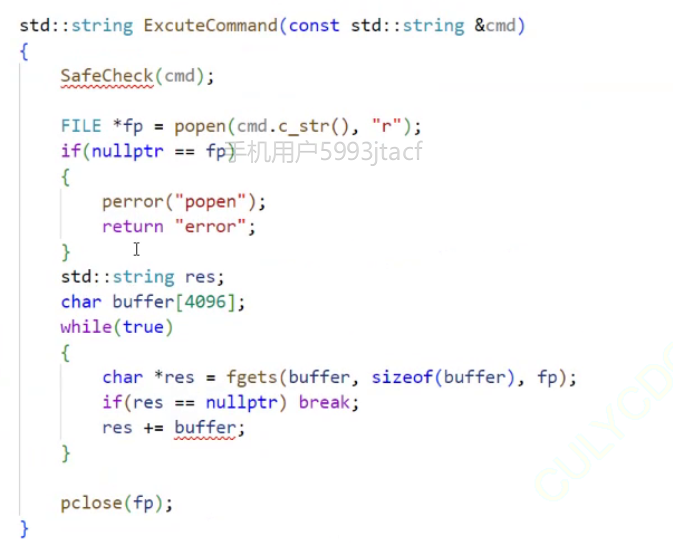 std::string ExcuteCommand(const std::string &cmd)
{
    SafeCheck(cmd);

    FILE *fp = popen(cmd.c_str(), "r");
    if(nullptr == fp)
手机用户5993jtacf
    {
        perror("popen");
        return "error";
    }
    std::string res;
    char buffer[4096];
    while(true)
    {
        char *res = fgets(buffer, sizeof(buffer), fp);
        if(res == nullptr) break;
        res += buffer;
    }

    pclose(fp);
}
CULYCD